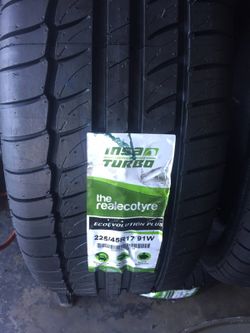 insa
TURBO
the
realecotyre
ECOEVOLUTION PLUS
225/45R17 91W